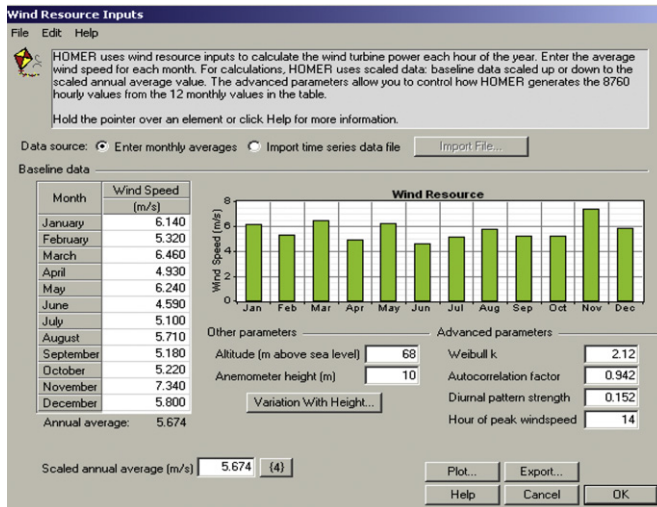 Wind Resource Inputs
File Edit Help
HOMER uses wind resource inputs to calculate the wind turbine power each hour of the year. Enter the average
wind speed for each month. For calculations, HOMER uses scaled data: baseline data scaled up or down to the
scaled annual average value. The advanced parameters allow you to control how HOMER generates the 8760
hourly values from the 12 monthly values in the table.
Hold the pointer over an element or click Help for more information.
Data source: Enter monthly averages Import time series data file Import File...
Baseline data
Month Wind Speed
(m/s)
January 6.140
February 5.320
March 6.460
April 4.930
May 6.240
June 4.590
July 5.100
August 5.710
September 5.180
October 5.220
November 7.340
December 5.800
Annual average: 5.674
Wind Resource
Wind Speed (m/s)
8
6
4
2
0
Jan Feb Mar Apr May Jun Jul Aug Sep Oct Nov Dec
Other parameters
Altitude (m above sea level) 68
Anemometer height (m) 10
Variation With Height...
Advanced parameters
Weibull k 2.12
Autocorrelation factor 0.942
Diurnal pattern strength 0.152
Hour of peak windspeed 14
Scaled annual average (m/s) 5.674 {4}
Plot... Export...
Help Cancel OK